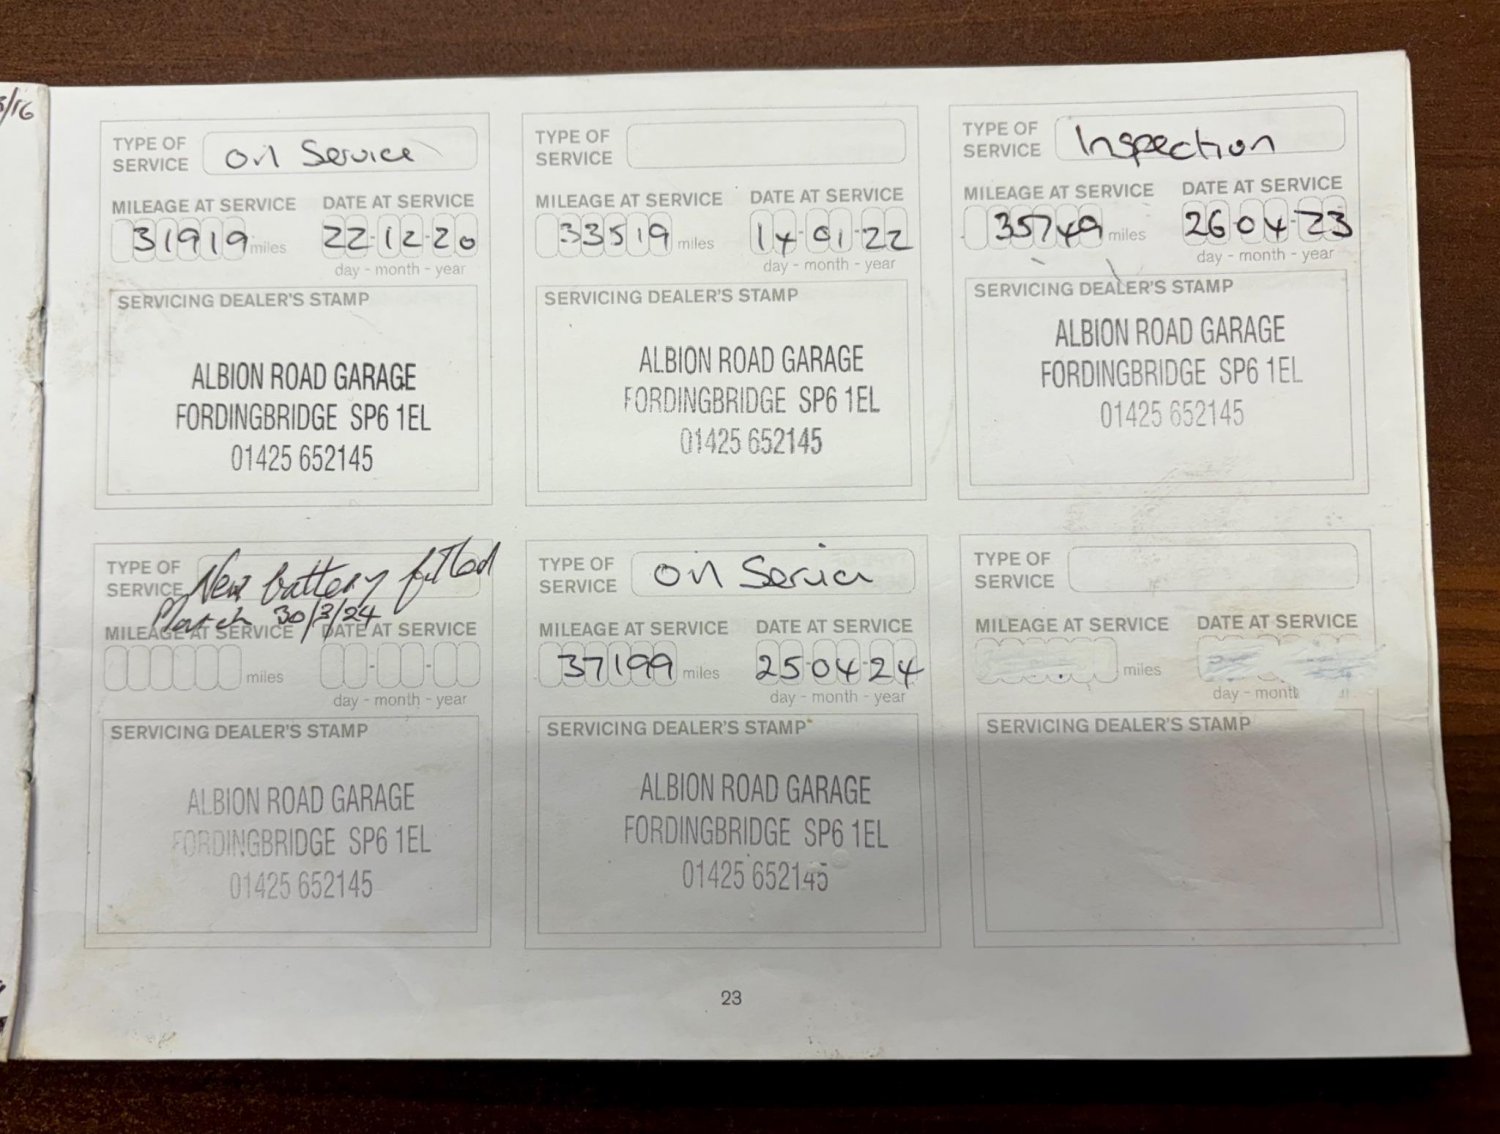 3/16
TYPE OF SERVICE oil Service
MILEAGE AT SERVICE DATE AT SERVICE
31919 miles 22-12-20
day - month - year
SERVICING DEALER'S STAMP
ALBION ROAD GARAGE
FORDINGBRIDGE SP6 1EL
01425 652145
TYPE OF SERVICE
MILEAGE AT SERVICE DATE AT SERVICE
33519 miles 14-01-22
day - month - year
SERVICING DEALER'S STAMP
ALBION ROAD GARAGE
FORDINGBRIDGE SP6 1EL
01425 652145
TYPE OF SERVICE Inspection
MILEAGE AT SERVICE DATE AT SERVICE
35749 miles 26-04-23
day - month - year
SERVICING DEALER'S STAMP
ALBION ROAD GARAGE
FORDINGBRIDGE SP6 1EL
01425 652145
TYPE OF SERVICE New battery fitted
March 30/3/24
MILEAGE AT SERVICE DATE AT SERVICE
miles
day - month - year
SERVICING DEALER'S STAMP
ALBION ROAD GARAGE
FORDINGBRIDGE SP6 1EL
01425 652145
TYPE OF SERVICE oil Service
MILEAGE AT SERVICE DATE AT SERVICE
37199 miles 25-04-24
day - month - year
SERVICING DEALER'S STAMP
ALBION ROAD GARAGE
FORDINGBRIDGE SP6 1EL
01425 652145
TYPE OF SERVICE
MILEAGE AT SERVICE DATE AT SERVICE
miles
day - month
SERVICING DEALER'S STAMP
23